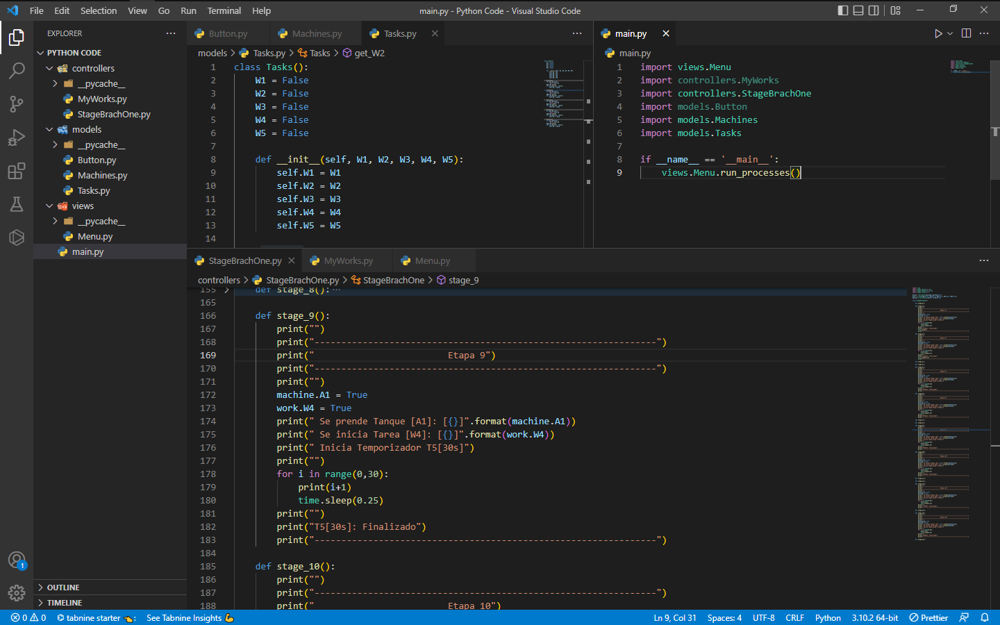 File Edit Selection View Go Run Terminal Help main.py - Python Code - Visual Studio Code
EXPLORER
PYTHON CODE
controllers
__pycache__
MyWorks.py
StageBrachOne.py
models
__pycache__
Button.py
Machines.py
Tasks.py
views
__pycache__
Menu.py
main.py
OUTLINE
TIMELINE
1
Button.py Machines.py Tasks.py
models > Tasks.py > Tasks > get_W2
1 class Tasks():
2 W1 = False
3 W2 = False
4 W3 = False
5 W4 = False
6 W5 = False
7
8 def __init__(self, W1, W2, W3, W4, W5):
9 self.W1 = W1
10 self.W2 = W2
11 self.W3 = W3
12 self.W4 = W4
13 self.W5 = W5
14
main.py
main.py
1 import views.Menu
2 import controllers.MyWorks
3 import controllers.StageBrachOne
4 import models.Button
5 import models.Machines
6 import models.Tasks
7
8 if __name__ == '__main__':
9 views.Menu.run_processes()
StageBrachOne.py MyWorks.py Menu.py
controllers > StageBrachOne.py > StageBrachOne > stage_9
155 def stage_8():
165
166 def stage_9():
167 print("")
168 print("----------------------------------------------------------------")
169 print("                         Etapa 9")
170 print("----------------------------------------------------------------")
171 print("")
172 machine.A1 = True
173 work.W4 = True
174 print(" Se prende Tanque [A1]: [{}]".format(machine.A1))
175 print(" Se inicia Tarea [W4]: [{}]".format(work.W4))
176 print(" Inicia Temporizador T5[30s]")
177 print("")
178 for i in range(0,30):
179 print(i+1)
180 time.sleep(0.25)
181 print("")
182 print("T5[30s]: Finalizado")
183 print("----------------------------------------------------------------")
184
185 def stage_10():
186 print("")
187 print("----------------------------------------------------------------")
188 print("                         Etapa 10")
0 0 tabnine starter : See Tabnine Insights Ln 9, Col 31 Spaces: 4 UTF-8 CRLF Python 3.10.2 64-bit Prettier